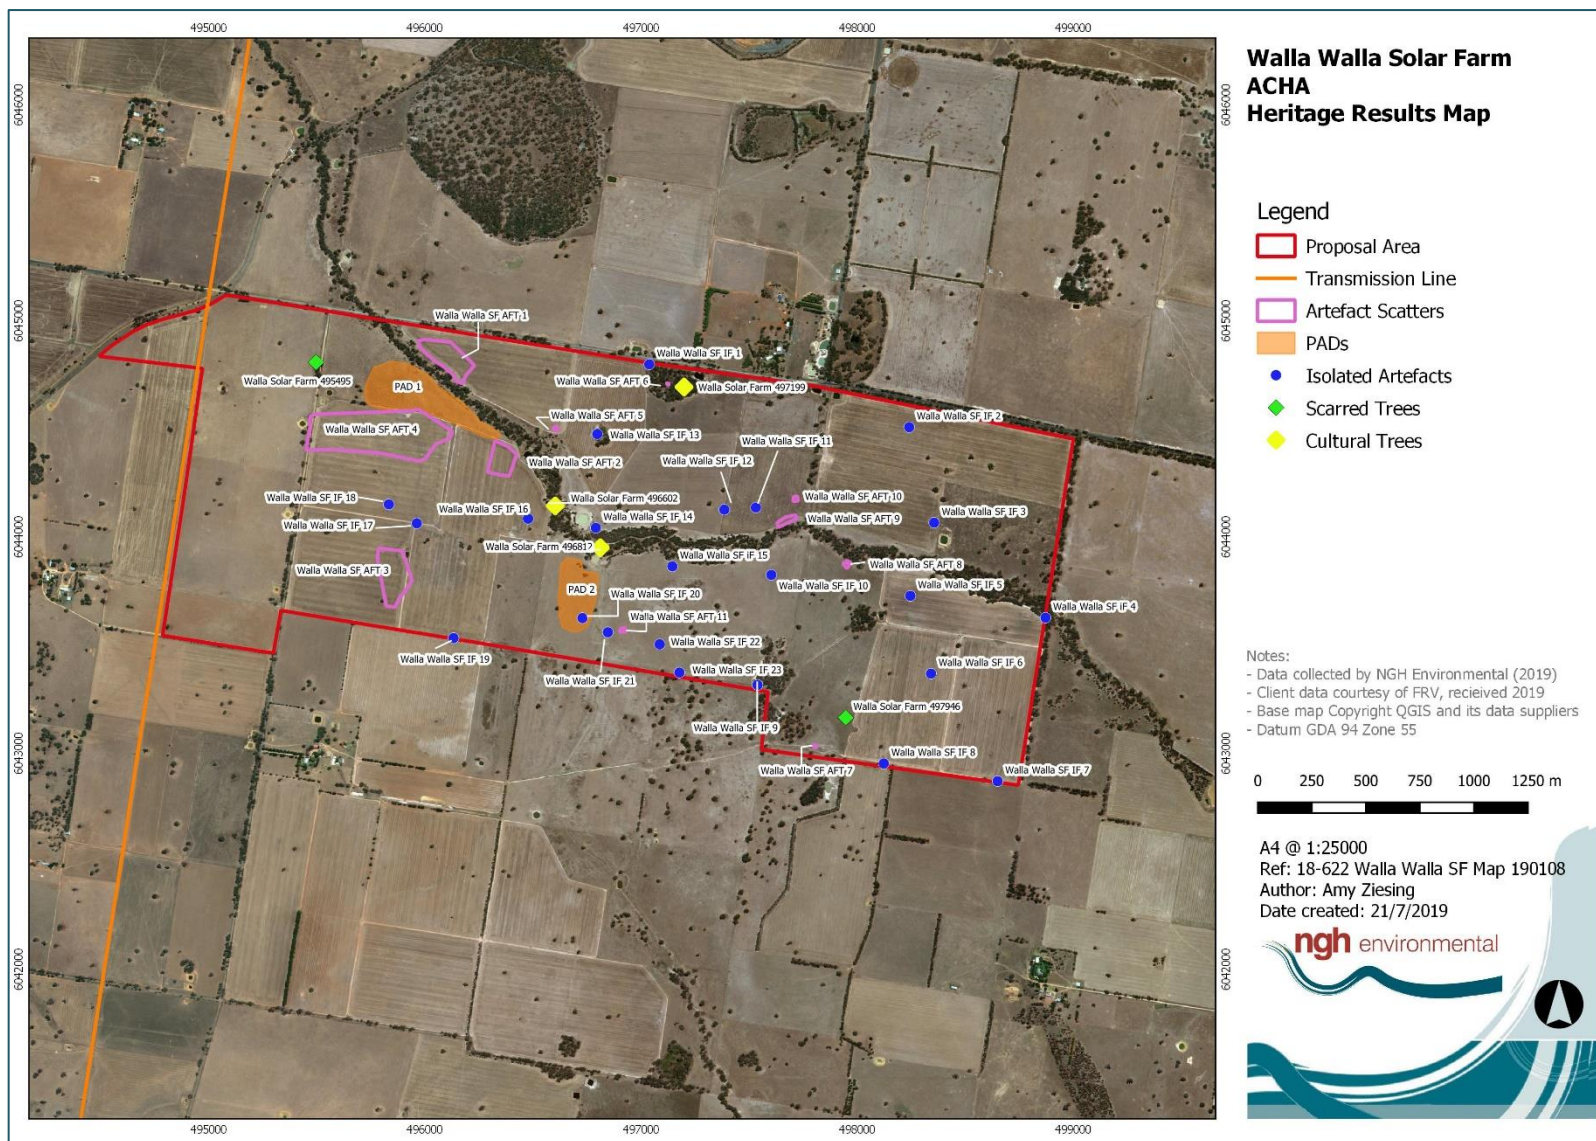 495000 496000 497000 498000 499000
6046000
6046000
Walla Walla Solar Farm
ACHA
Heritage Results Map
Legend
Proposal Area
Transmission Line
Artefact Scatters
PADs
Isolated Artefacts
Scarred Trees
Cultural Trees
6045000
6045000
Walla Walla SF AFT 1
Walla Walla SF IF 1
Walla Solar Farm 495495
PAD 1
Walla Walla SF AFT 6
Walla Solar Farm 497199
Walla Walla SF AFT 5
Walla Walla SF IF 2
Walla Walla SF AFT 4
Walla Walla SF IF 13
Walla Walla SF IF 11
Walla Walla SF AFT 2
Walla Walla SF IF 12
Walla Walla SF IF 18
Walla Solar Farm 496602
Walla Walla SF AFT 10
Walla Walla SF IF 16
Walla Walla SF IF 17
Walla Walla SF IF 14
Walla Walla SF AFT 9
Walla Walla SF IF 3
6044000
6044000
Walla Solar Farm 496817
Walla Walla SF iF 15
Walla Walla SF AFT 8
Walla Walla SF AFT 3
PAD 2
Walla Walla SF IF 10
Walla Walla SF IF 5
Walla Walla SF IF 20
Walla Walla SF AFT 11
Walla Walla SF iF 4
Walla Walla SF IF 22
Walla Walla SF IF 19
Walla Walla SF IF 21
Walla Walla SF IF 23
Walla Walla SF IF 6
Walla Solar Farm 497946
Walla Walla SF IF 9
Walla Walla SF IF 8
Walla Walla SF AFT 7
Walla Walla SF IF 7
6043000
6043000
6042000
6042000
495000 496000 497000 498000 499000
Notes:
- Data collected by NGH Environmental (2019)
- Client data courtesy of FRV, recieived 2019
- Base map Copyright QGIS and its data suppliers
- Datum GDA 94 Zone 55
0 250 500 750 1000 1250 m
A4 @ 1:25000
Ref: 18-622 Walla Walla SF Map 190108
Author: Amy Ziesing
Date created: 21/7/2019
ngh environmental